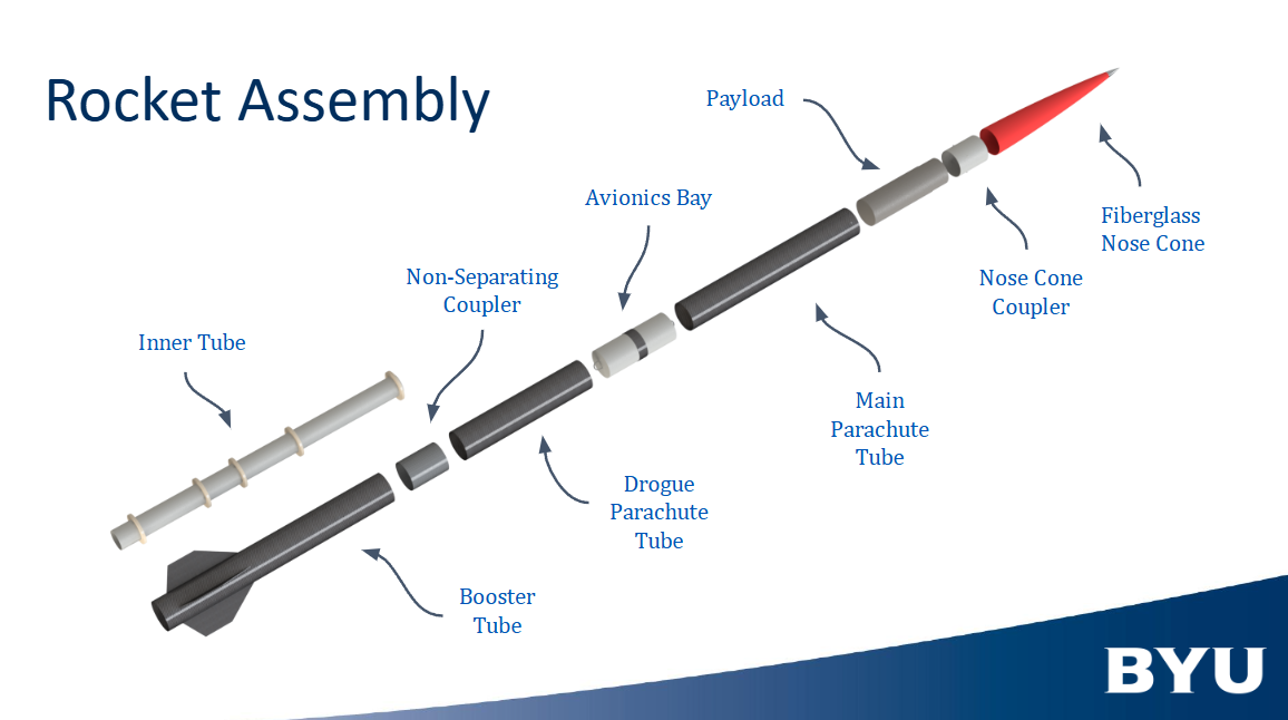 Rocket Assembly
Payload
Avionics Bay
Fiberglass
Nose Cone
Non-Separating
Coupler
Nose Cone
Coupler
Inner Tube
Main
Parachute
Tube
Drogue
Parachute
Tube
Booster
Tube
BYU